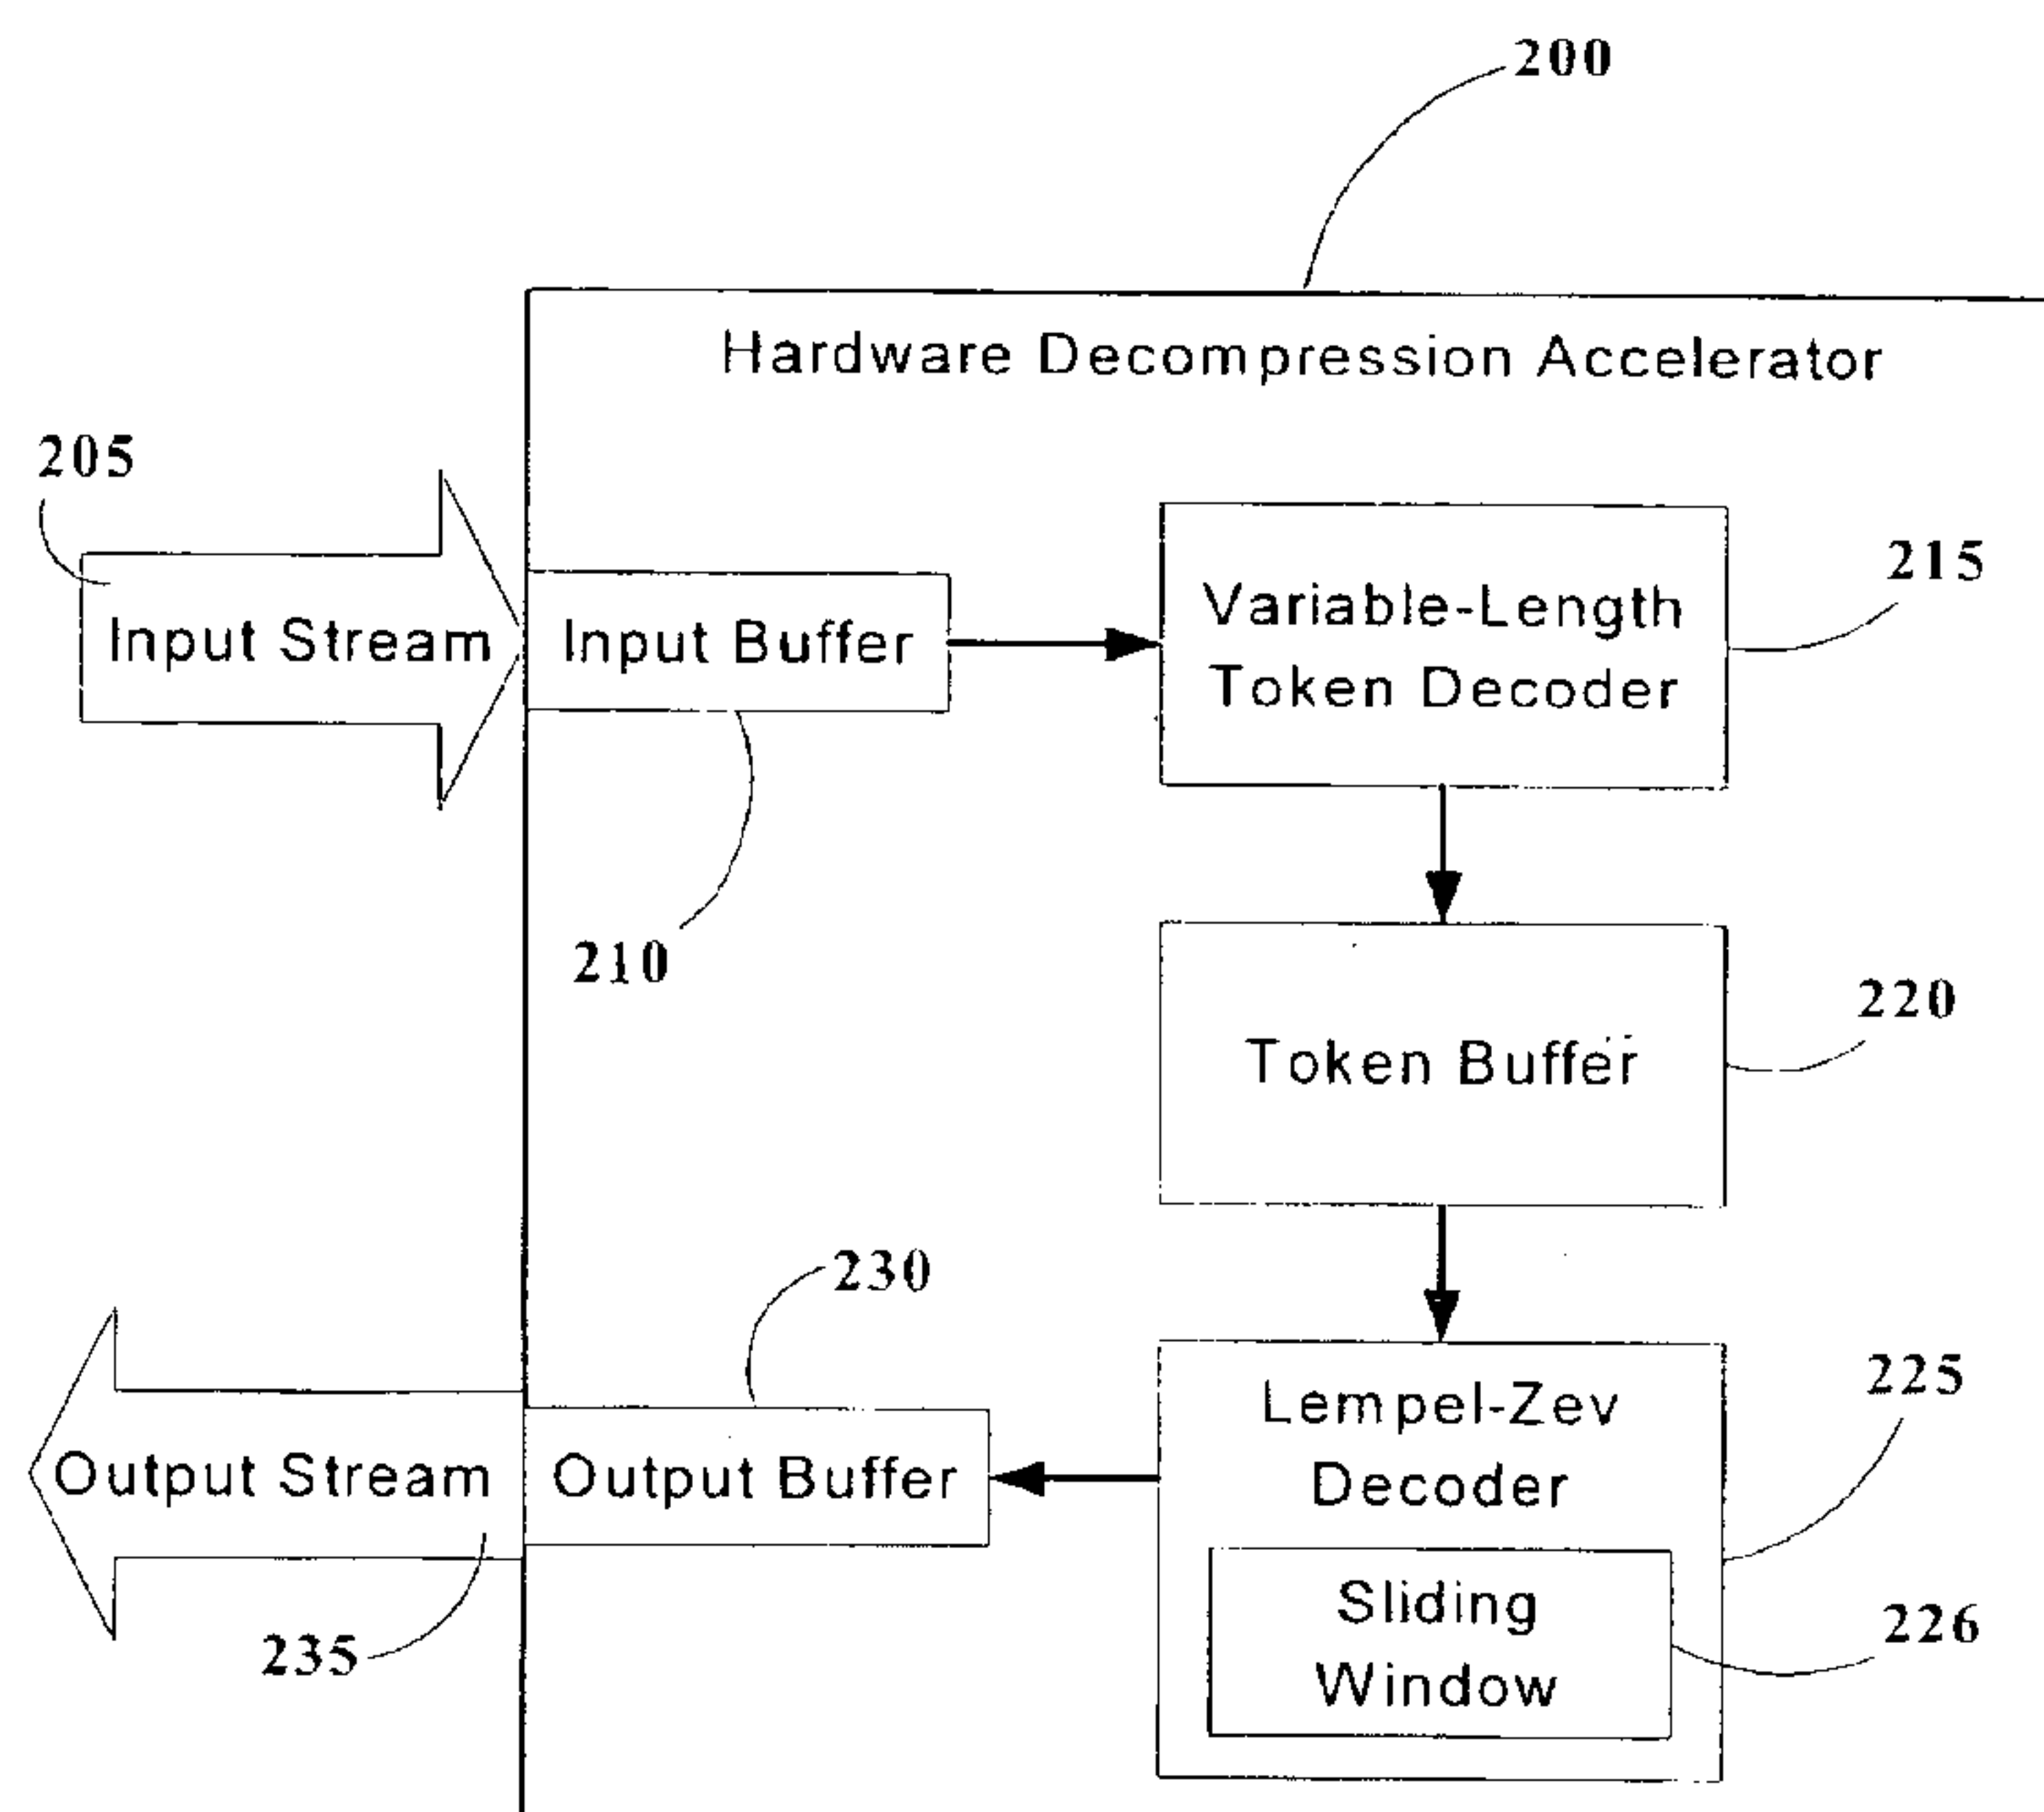 200
Hardware Decompression Accelerator
205
Input Stream
Input Buffer
Variable-Length
Token Decoder
215
210
Token Buffer
220
230
Output Stream
Output Buffer
Lempel-Zev
Decoder
225
Sliding
Window
226
235